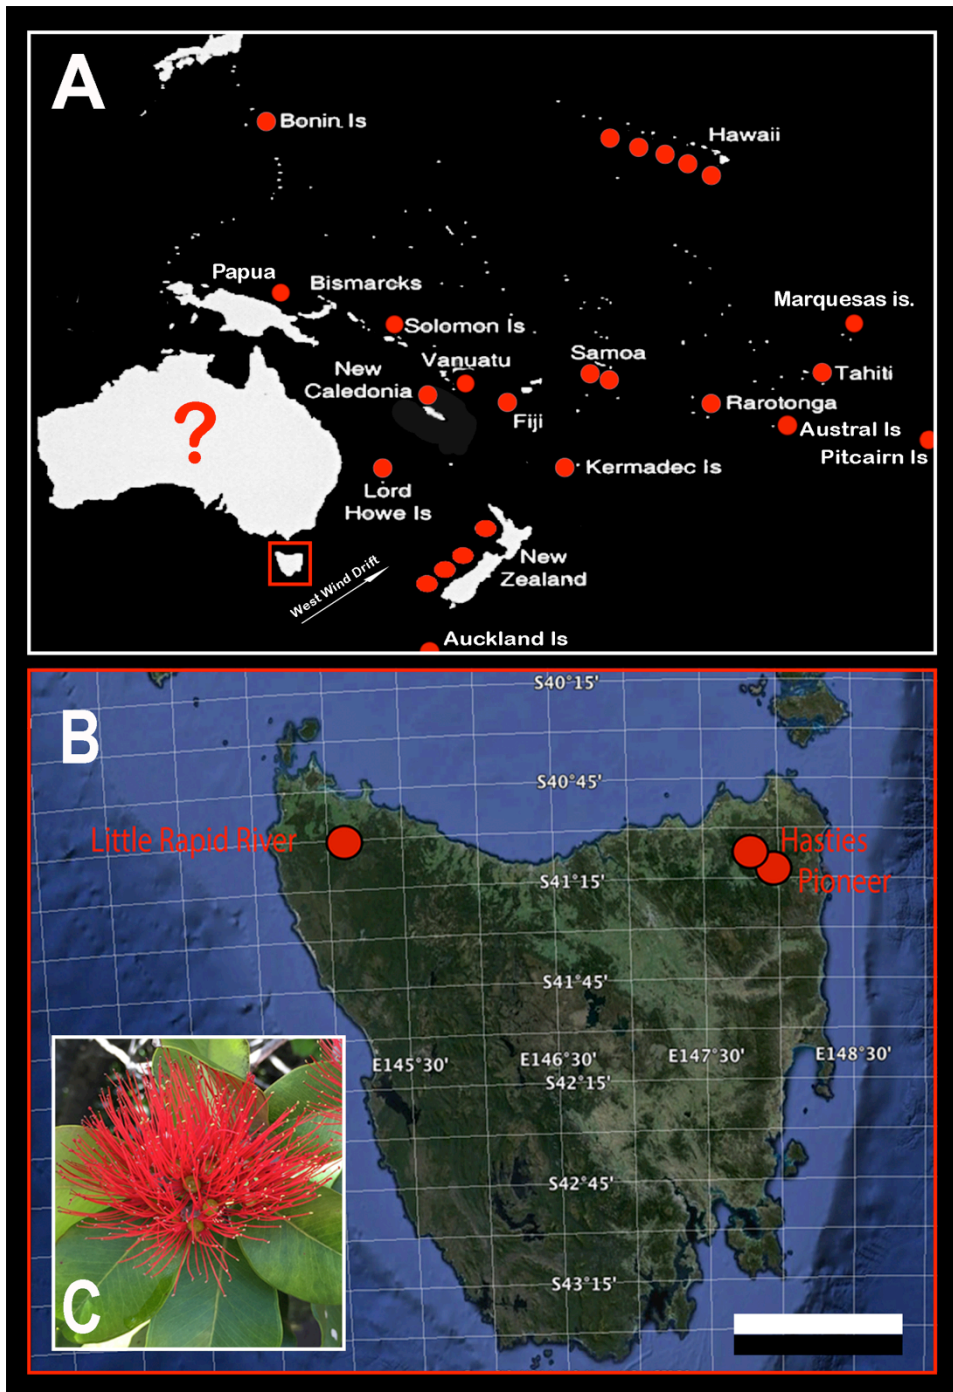 A
Bonin Is
Hawaii
Papua
Bismarcks
Marquesas is.
Solomon Is
Vanuatu
Samoa
New
Caledonia
Tahiti
?
Rarotonga
Fiji
Austral Is
Pitcairn Is
Kermadec Is
Lord
Howe Is
New
Zealand
West Wind Drift
Auckland Is
B
S40°15'
S40°45'
Little Rapid River
Hasties
Pioneer
S41°15'
S41°45'
E145°30'
E146°30'
E147°30'
E148°30'
S42°15'
S42°45'
S43°15'
C